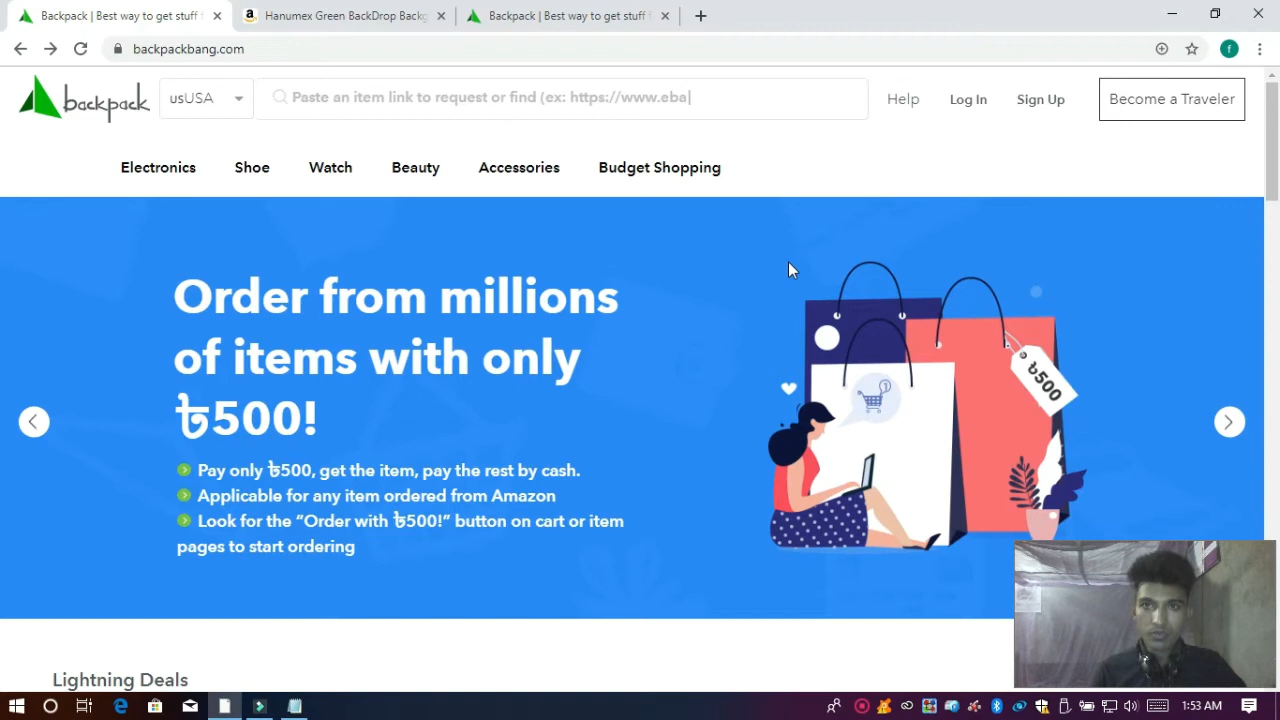 Backpack | Best way to get stuff f
Hanumex Green BackDrop Backg
Backpack | Best way to get stuff f
backpackbang.com
f
backpack
usUSA
Paste an item link to request or find (ex: https://www.eba|
Help
Log In
Sign Up
Become a Traveler
Electronics
Shoe
Watch
Beauty
Accessories
Budget Shopping
Order from millions
of items with only
৳500!
Pay only ৳500, get the item, pay the rest by cash.
Applicable for any item ordered from Amazon
Look for the “Order with ৳500!” button on cart or item
pages to start ordering
1
৳500
Lightning Deals
1:53 AM